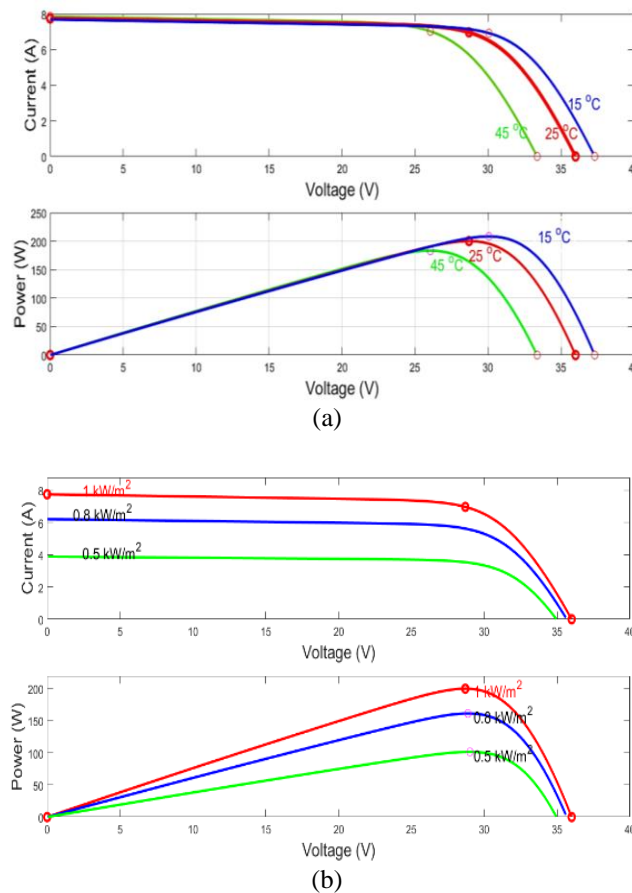 8
6
4
2
0
Current (A)
15 °C
25 °C
45 °C
0 5 10 15 20 25 30 35 40
Voltage (V)
250
200
150
100
50
0
Power (W)
15 °C
25 °C
45 °C
0 5 10 15 20 25 30 35 40
Voltage (V)
(a)
8
6
4
2
0
Current (A)
1 kW/m²
0.8 kW/m²
0.5 kW/m²
0 5 10 15 20 25 30 35 40
Voltage (V)
200
150
100
50
0
Power (W)
1 kW/m²
0.8 kW/m²
0.5 kW/m²
0 5 10 15 20 25 30 35 40
Voltage (V)
(b)